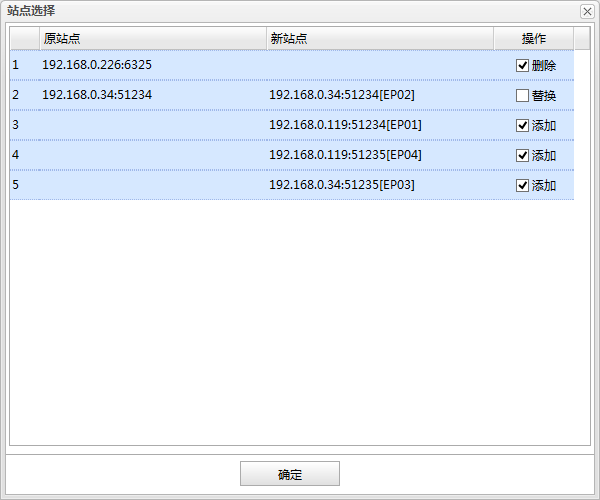 站点选择
原站点 新站点 操作
1 192.168.0.226:6325 删除
2 192.168.0.34:51234 192.168.0.34:51234[EP02] 替换
3 192.168.0.119:51234[EP01] 添加
4 192.168.0.119:51235[EP04] 添加
5 192.168.0.34:51235[EP03] 添加
确定